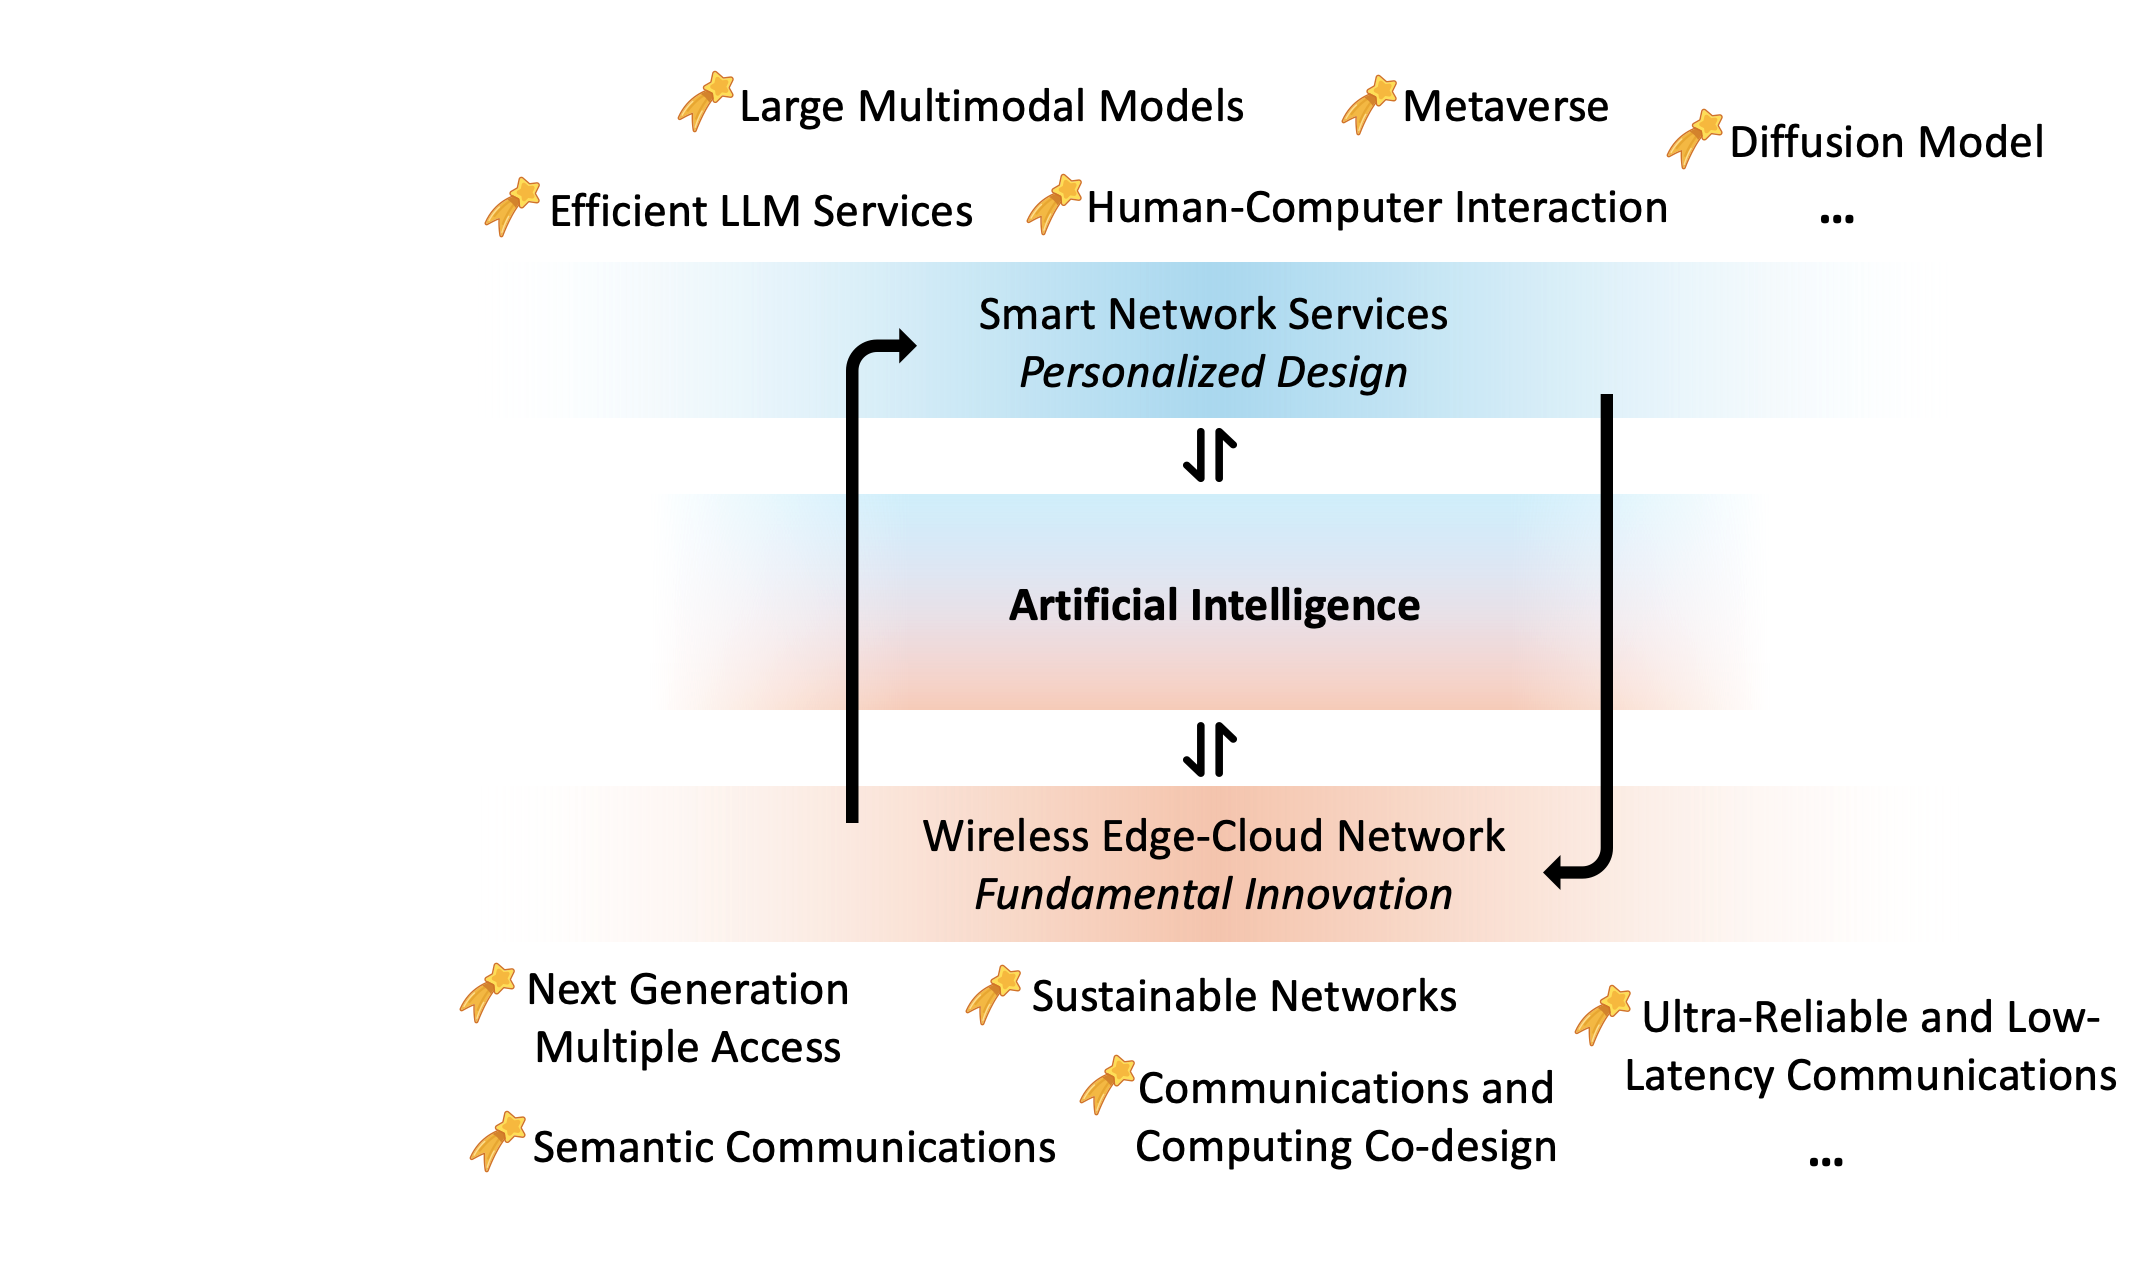 Large Multimodal Models
Metaverse
Diffusion Model
Efficient LLM Services
Human-Computer Interaction
...
Smart Network Services
Personalized Design
Artificial Intelligence
Wireless Edge-Cloud Network
Fundamental Innovation
Next Generation
Multiple Access
Sustainable Networks
Ultra-Reliable and Low-
Latency Communications
Communications and
Computing Co-design
Semantic Communications
...